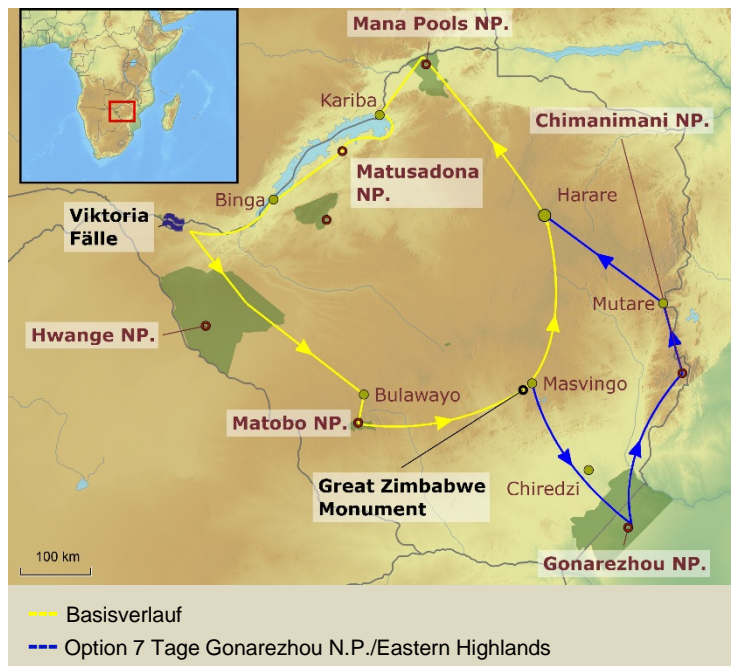 Mana Pools NP.
Kariba
Chimanimani NP.
Matusadona
NP.
Harare
Binga
Viktoria
Fälle
Mutare
Hwange NP.
Masvingo
Bulawayo
Matobo NP.
Great Zimbabwe
Monument
Chiredzi
Gonarezhou NP.
100 km
Basisverlauf
Option 7 Tage Gonarezhou N.P./Eastern Highlands